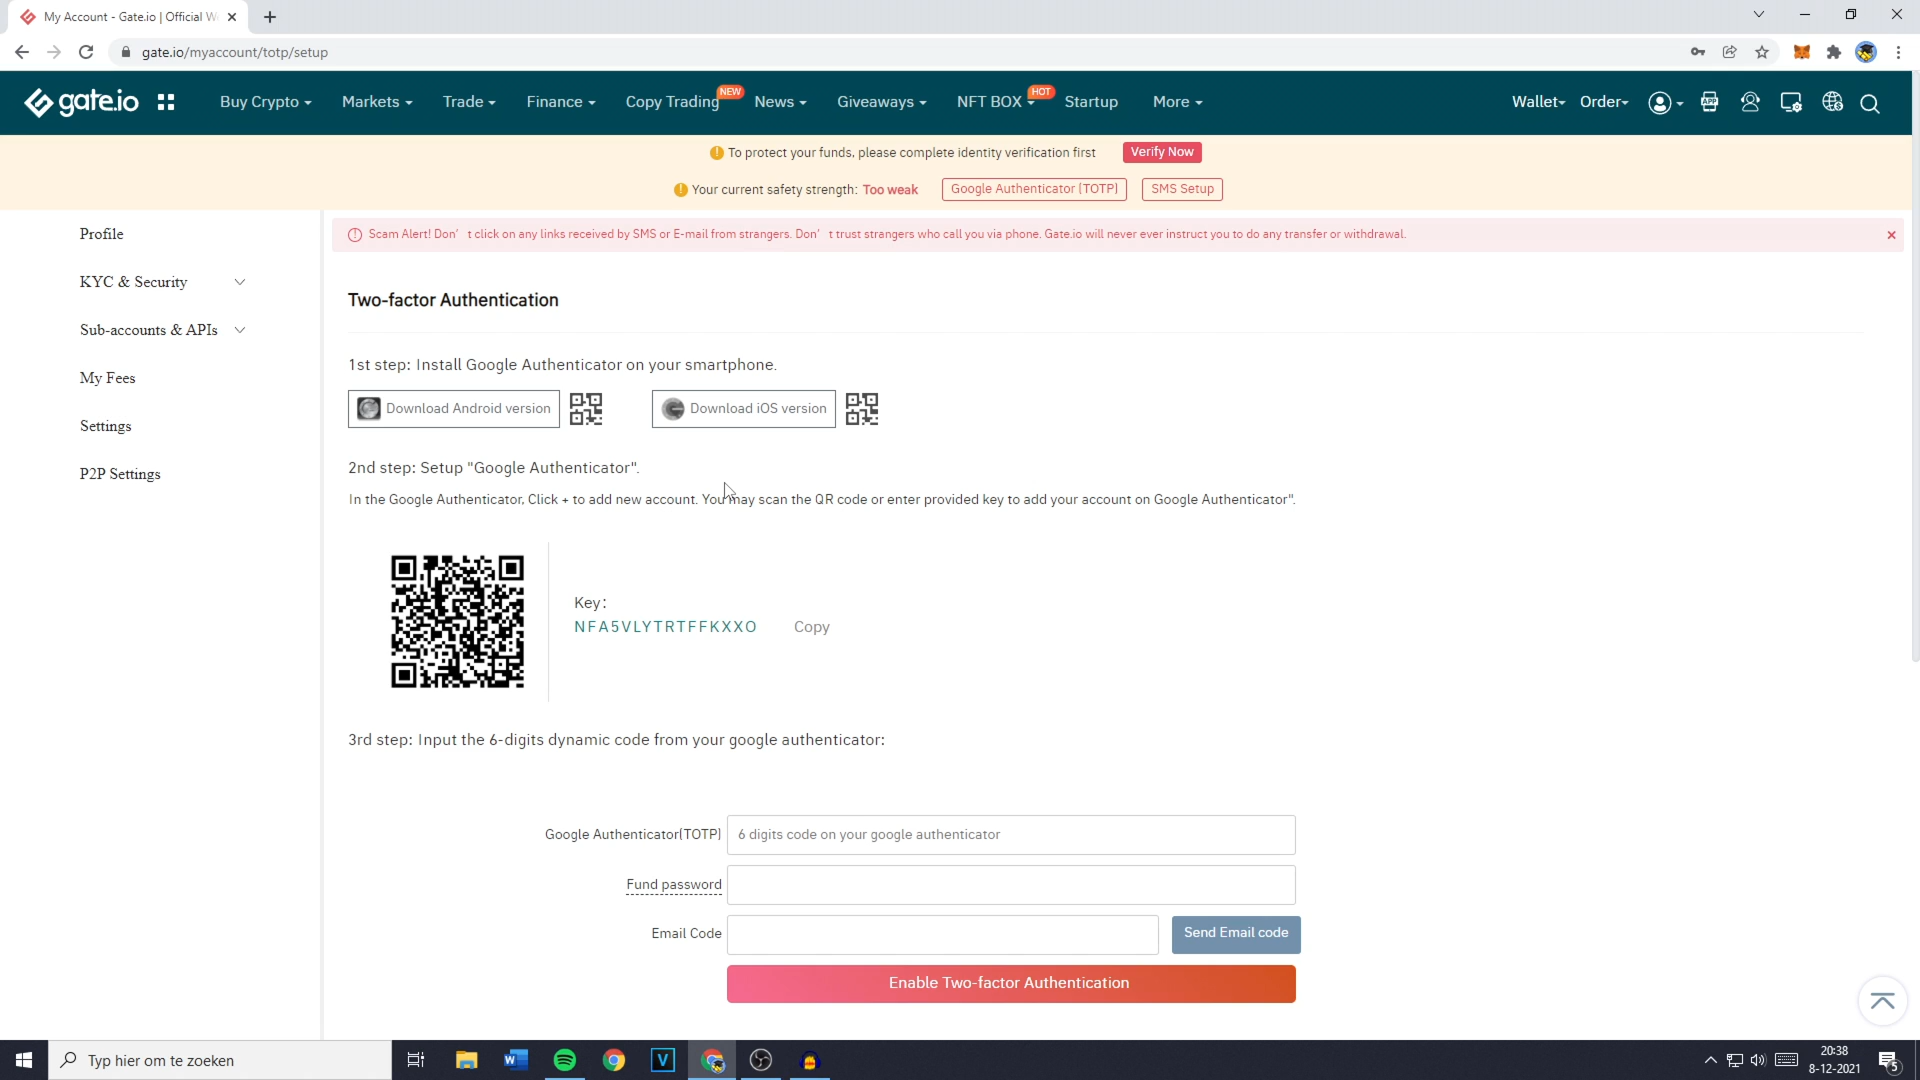 My Account - Gate.io | Official W
gate.io/myaccount/totp/setup
gate.io
Buy Crypto
Markets
Trade
Finance
Copy Trading
NEW
News
Giveaways
NFT BOX
HOT
Startup
More
Wallet
Order
APP
To protect your funds, please complete identity verification first
Verify Now
Your current safety strength: Too weak
Google Authenticator (TOTP)
SMS Setup
Profile
KYC & Security
Sub-accounts & APIs
My Fees
Settings
P2P Settings
Scam Alert! Don’ t click on any links received by SMS or E-mail from strangers. Don’ t trust strangers who call you via phone. Gate.io will never ever instruct you to do any transfer or withdrawal.
Two-factor Authentication
1st step: Install Google Authenticator on your smartphone.
Download Android version
Download iOS version
2nd step: Setup "Google Authenticator".
In the Google Authenticator, Click + to add new account. You may scan the QR code or enter provided key to add your account on Google Authenticator".
Key:
NFA5VLYTRTFFKXXO
Copy
3rd step: Input the 6-digits dynamic code from your google authenticator:
Google Authenticator(TOTP)
6 digits code on your google authenticator
Fund password
Email Code
Send Email code
Enable Two-factor Authentication
Typ hier om te zoeken
20:38
8-12-2021
5